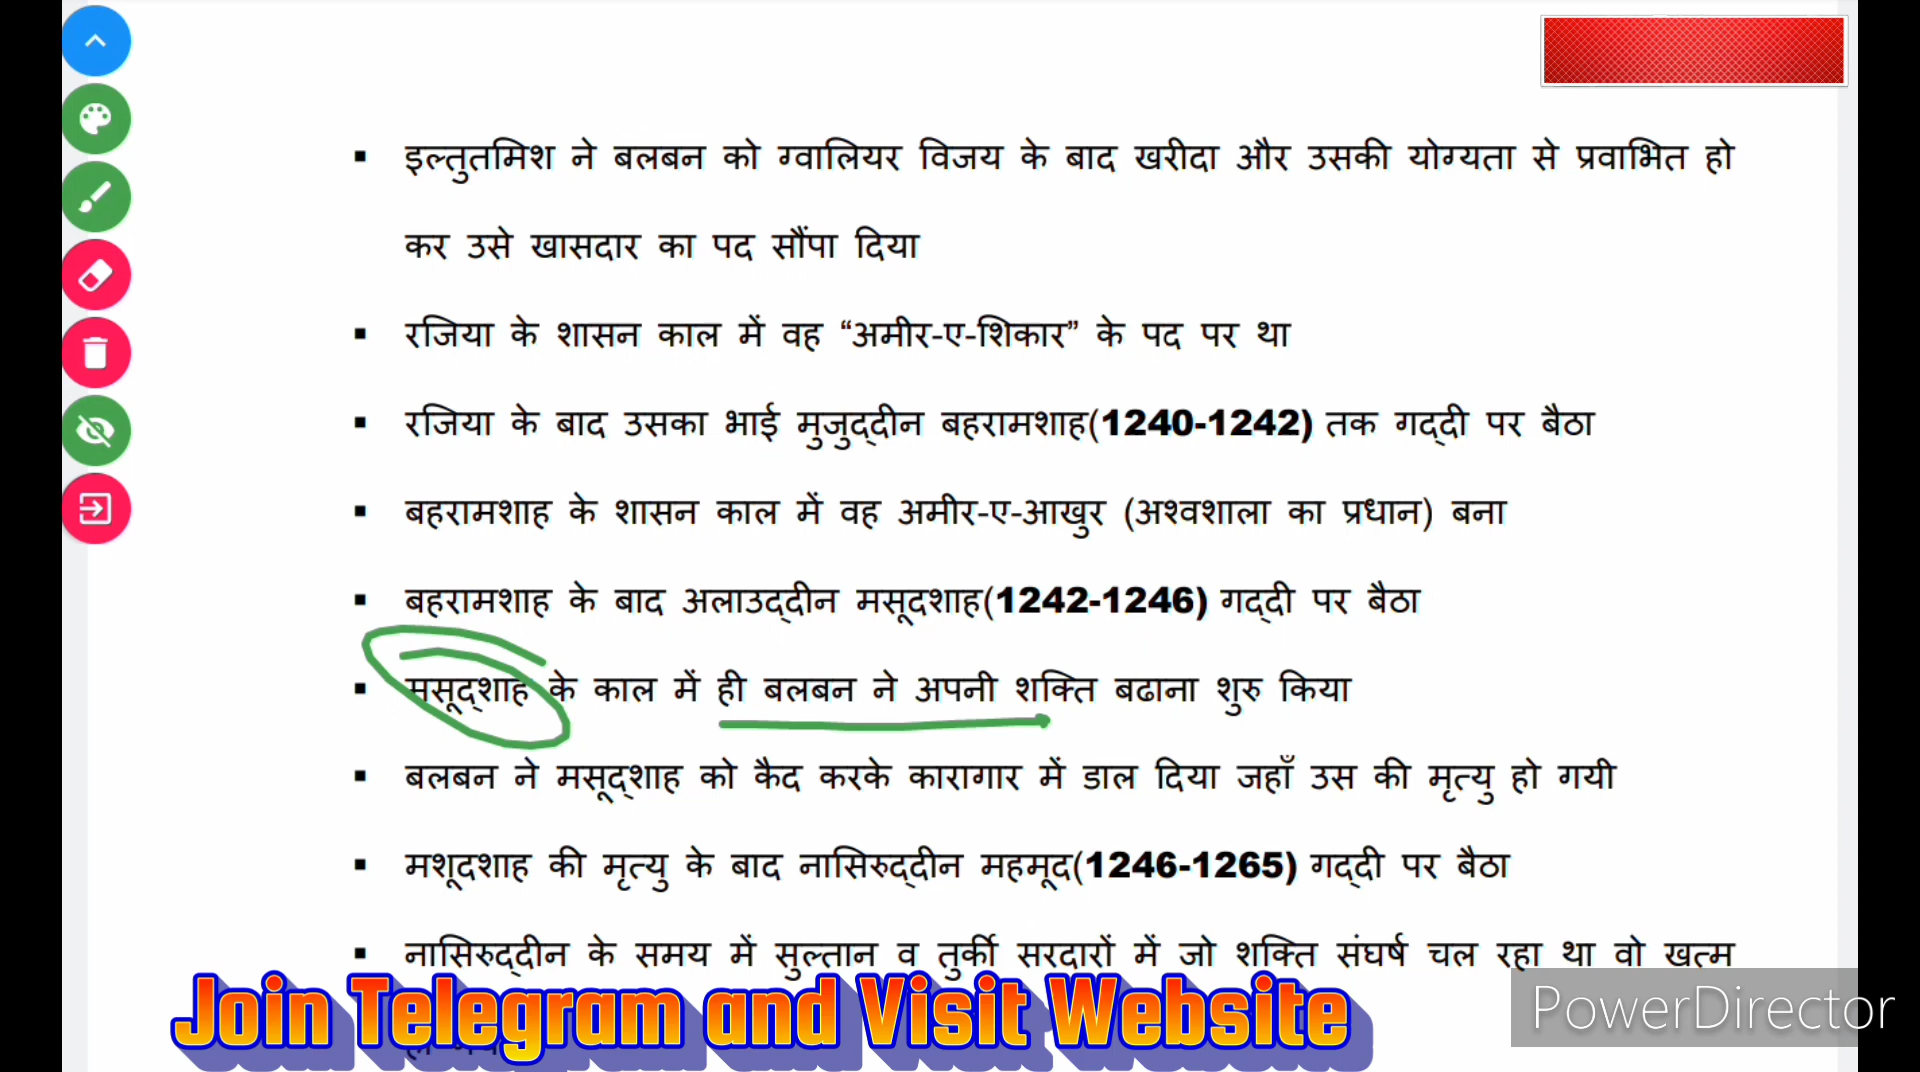 इल्तुतमिश ने बलबन को ग्वालियर विजय के बाद खरीदा और उसकी योग्यता से प्रवाभित हो
कर उसे खासदार का पद सौंपा दिया
रजिया के शासन काल में वह “अमीर-ए-शिकार” के पद पर था
रजिया के बाद उसका भाई मुजुद्दीन बहरामशाह(1240-1242) तक गद्दी पर बैठा
बहरामशाह के शासन काल में वह अमीर-ए-आखुर (अश्वशाला का प्रधान) बना
बहरामशाह के बाद अलाउद्दीन मसूदशाह(1242-1246) गद्दी पर बैठा
मसूद्शाह के काल में ही बलबन ने अपनी शक्ति बढाना शुरु किया
बलबन ने मसूद्शाह को कैद करके कारागार में डाल दिया जहाँ उस की मृत्यु हो गयी
मशूदशाह की मृत्यु के बाद नासिरुद्दीन महमूद(1246-1265) गद्दी पर बैठा
नासिरुद्दीन के समय में सुल्तान व तुर्की सरदारों में जो शक्ति संघर्ष चल रहा था वो खत्म
Join Telegram and Visit Website
PowerDirector